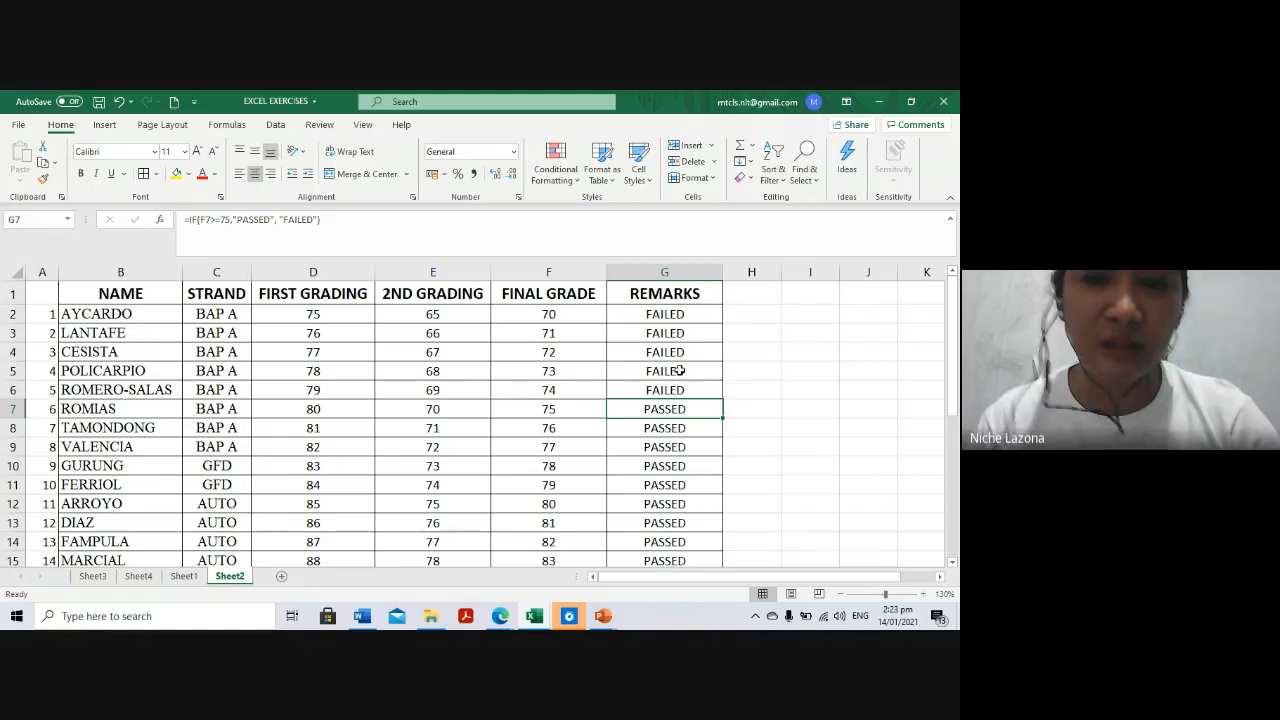 AutoSave Off EXCEL EXERCISES Search mtcls.nlt@gmail.com M
File Home Insert Page Layout Formulas Data Review View Help Share Comments
Paste Calibri 11 A A Wrap Text General Conditional Formatting Format as Table Cell Styles Insert Delete Format Sort & Filter Find & Select Ideas Sensitivity
B I U Merge & Center
Clipboard Font Alignment Number Styles Cells Editing Ideas Sensitivity
G7 fx =IF(F7>=75,"PASSED", "FAILED")
A B C D E F G H I J K
1 NAME STRAND FIRST GRADING 2ND GRADING FINAL GRADE REMARKS
2 1 AYCARDO BAP A 75 65 70 FAILED
3 2 LANTAFE BAP A 76 66 71 FAILED
4 3 CESISTA BAP A 77 67 72 FAILED
5 4 POLICARPIO BAP A 78 68 73 FAILED
6 5 ROMERO-SALAS BAP A 79 69 74 FAILED
7 6 ROMIAS BAP A 80 70 75 PASSED
8 7 TAMONDONG BAP A 81 71 76 PASSED
9 8 VALENCIA BAP A 82 72 77 PASSED
10 9 GURUNG GFD 83 73 78 PASSED
11 10 FERRIOL GFD 84 74 79 PASSED
12 11 ARROYO AUTO 85 75 80 PASSED
13 12 DIAZ AUTO 86 76 81 PASSED
14 13 FAMPULA AUTO 87 77 82 PASSED
15 14 MARCIAL AUTO 88 78 83 PASSED
Sheet3 Sheet4 Sheet1 Sheet2
Ready 130%
Type here to search ENG 2:23 pm
14/01/2021
Niche Lazona